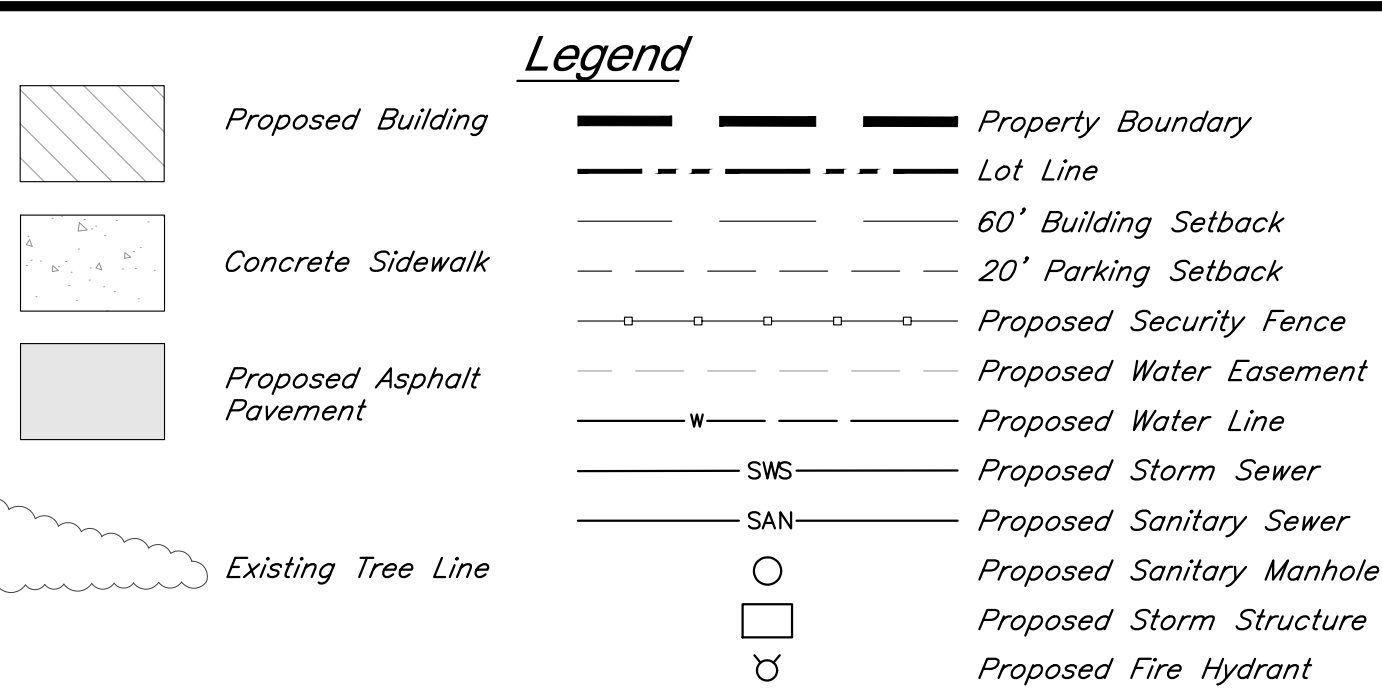 Legend
Proposed Building
Concrete Sidewalk
Proposed Asphalt
Pavement
Existing Tree Line
Property Boundary
Lot Line
60' Building Setback
20' Parking Setback
Proposed Security Fence
Proposed Water Easement
W
Proposed Water Line
SWS
Proposed Storm Sewer
SAN
Proposed Sanitary Sewer
Proposed Sanitary Manhole
Proposed Storm Structure
Proposed Fire Hydrant